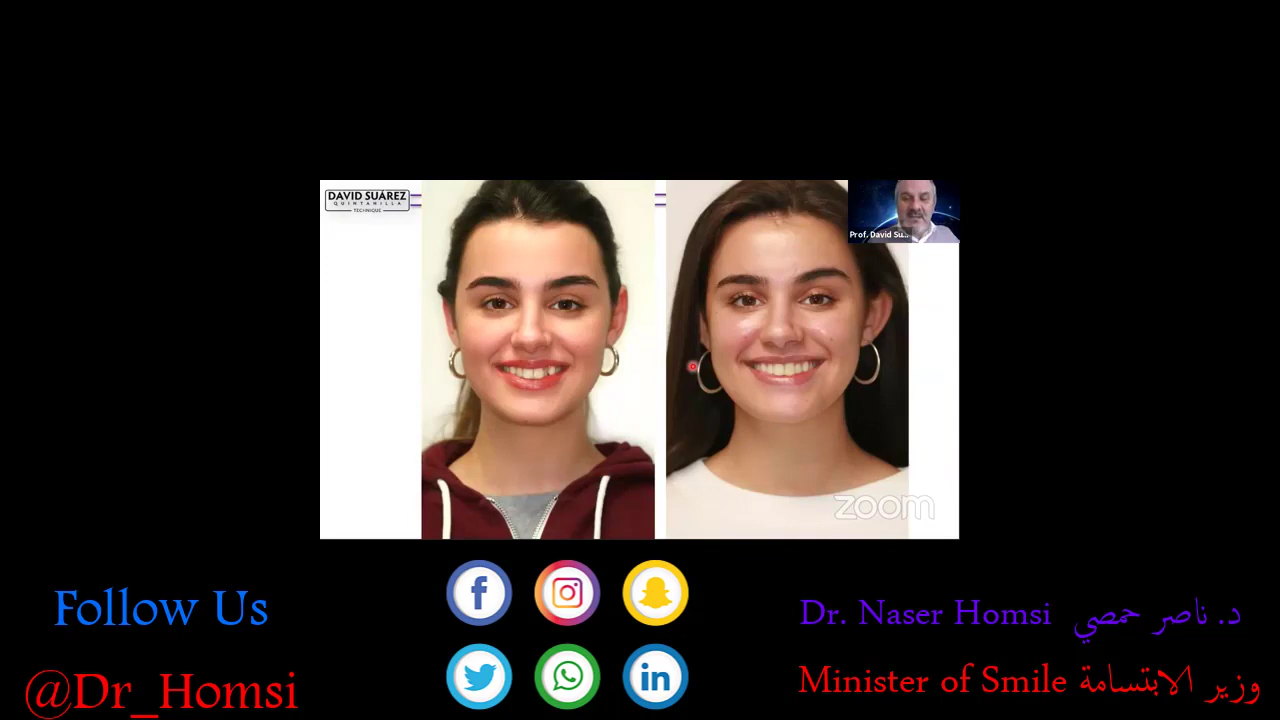 DAVID SUÁREZ
QUINTANILLA
TECHNIQUE
Prof. David Su...
zoom
Follow Us
@Dr_Homsi
Dr. Naser Homsi د. ناصر حمصي
Minister of Smile وزير الابتسامة